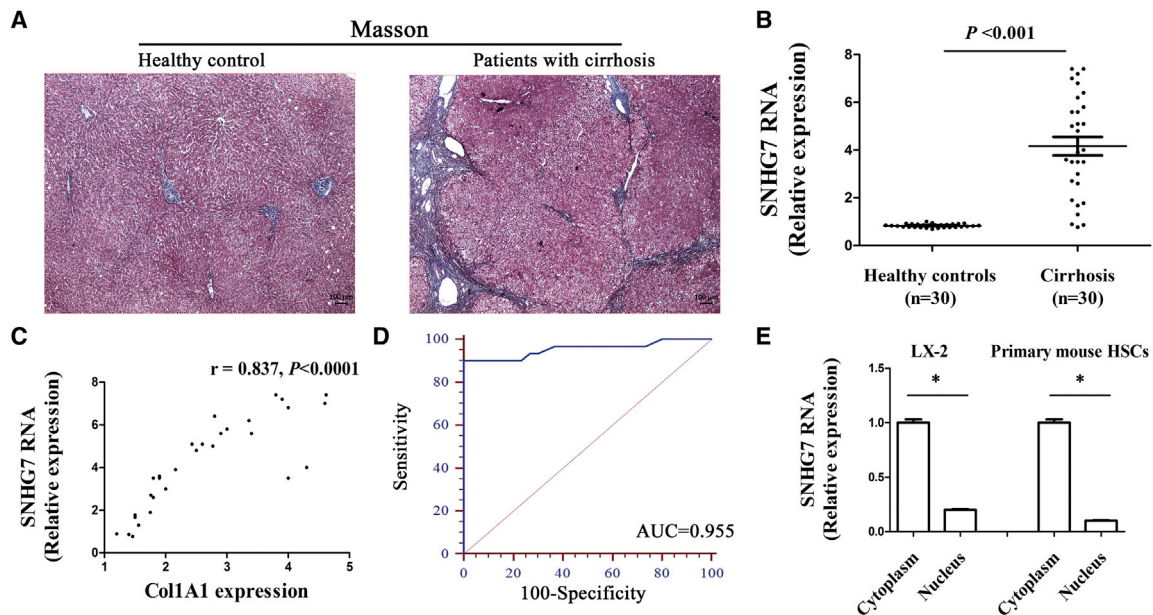 A
Masson
Healthy control
Patients with cirrhosis
100 μm
100 μm
B
P <0.001
SNHG7 RNA
(Relative expression)
8
6
4
2
0
Healthy controls
(n=30)
Cirrhosis
(n=30)
C
r = 0.837, P<0.0001
SNHG7 RNA
(Relative expression)
8
6
4
2
0
1 2 3 4 5
Col1A1 expression
D
Sensitivity
100
80
60
40
20
0
AUC=0.955
0 20 40 60 80 100
100-Specificity
E
LX-2
Primary mouse HSCs
* *
SNHG7 RNA
(Relative expression)
1.5
1.0
0.5
0.0
Cytoplasm
Nucleus
Cytoplasm
Nucleus